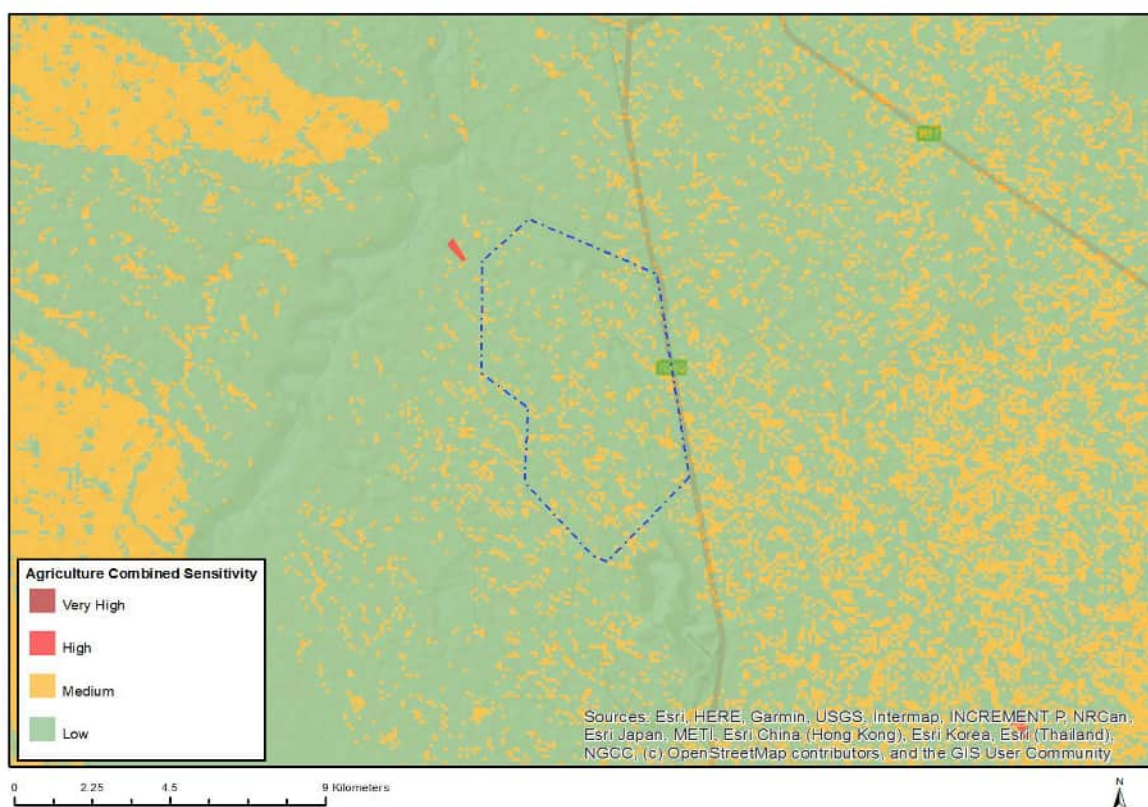 Agriculture Combined Sensitivity
Very High
High
Medium
Low
Sources: Esri, HERE, Garmin, USGS, Intermap, INCREMENT P, NRCan,
Esri Japan, METI, Esri China (Hong Kong), Esri Korea, Esri (Thailand),
NGCC, (c) OpenStreetMap contributors, and the GIS User Community
0 2.25 4.5 9 Kilometers
N